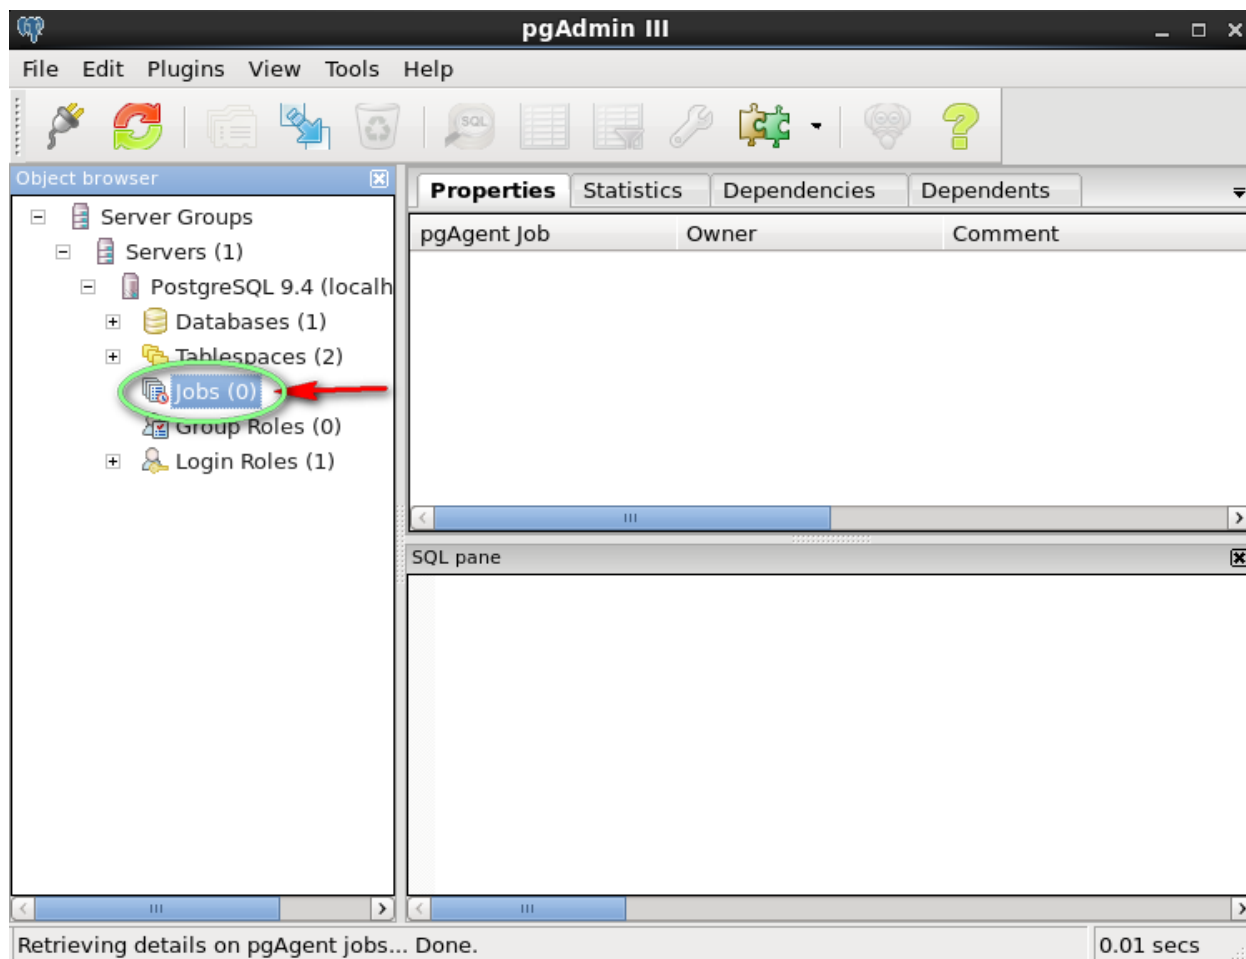 pgAdmin III
File Edit Plugins View Tools Help
SQL
Object browser
Server Groups
Servers (1)
PostgreSQL 9.4 (localh
Databases (1)
Tablespaces (2)
Jobs (0)
Group Roles (0)
Login Roles (1)
Properties Statistics Dependencies Dependents
pgAgent Job Owner Comment
SQL pane
Retrieving details on pgAgent jobs... Done. 0.01 secs